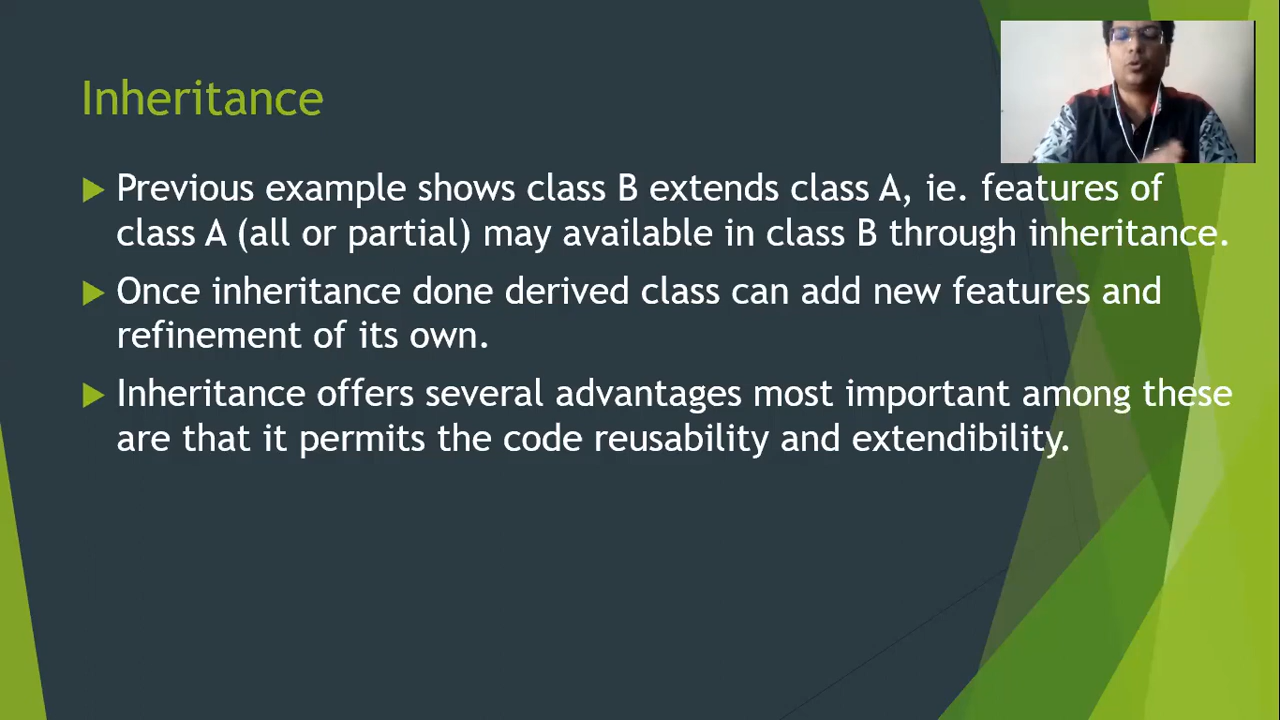 Inheritance
Previous example shows class B extends class A, ie. features of
class A (all or partial) may available in class B through inheritance.
Once inheritance done derived class can add new features and
refinement of its own.
Inheritance offers several advantages most important among these
are that it permits the code reusability and extendibility.